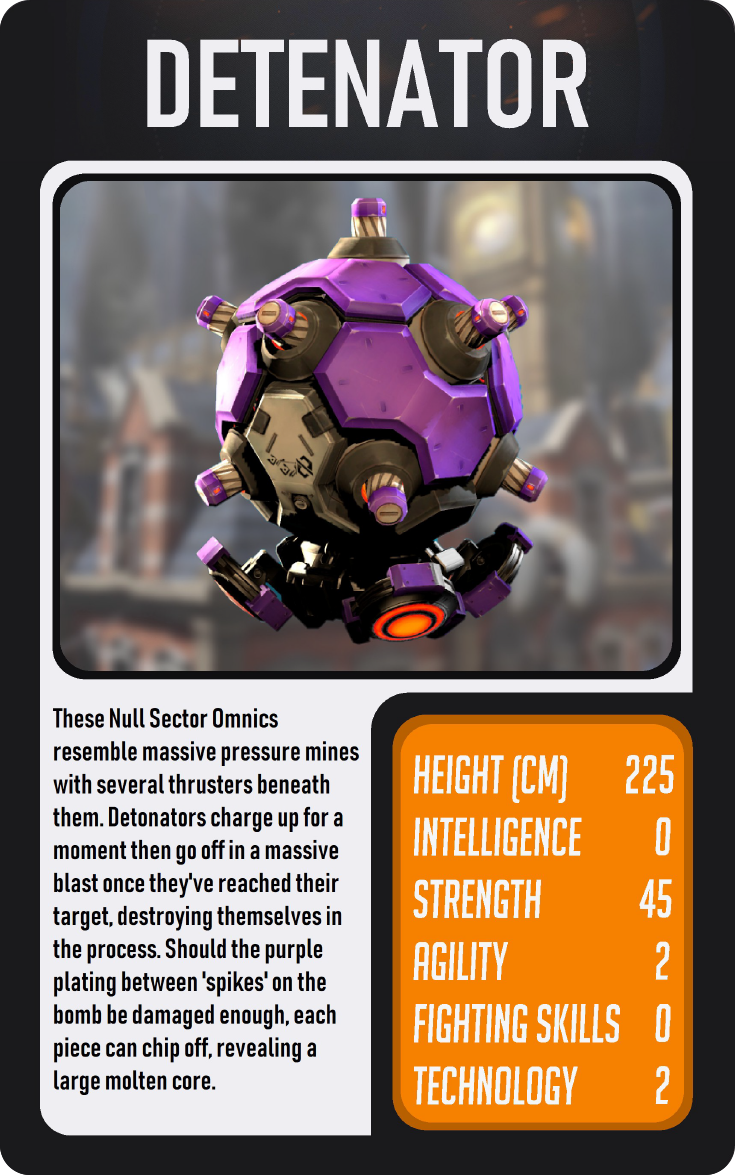 DETENATOR
These Null Sector Omnics
resemble massive pressure mines
with several thrusters beneath
them. Detonators charge up for a
moment then go off in a massive
blast once they've reached their
target, destroying themselves in
the process. Should the purple
plating between 'spikes' on the
bomb be damaged enough, each
piece can chip off, revealing a
large molten core.
HEIGHT (CM) 225
INTELLIGENCE 0
STRENGTH 45
AGILITY 2
FIGHTING SKILLS 0
TECHNOLOGY 2